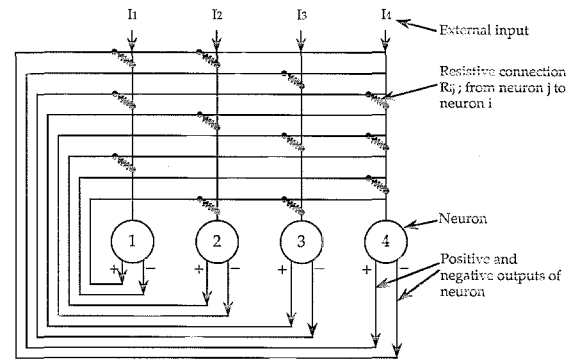 I1 I2 I3 I4
External input
Resistive connection
Rij ; from neuron j to
neuron i
Neuron
1 2 3 4
+ − + − + − + −
Positive and
negative outputs of
neuron